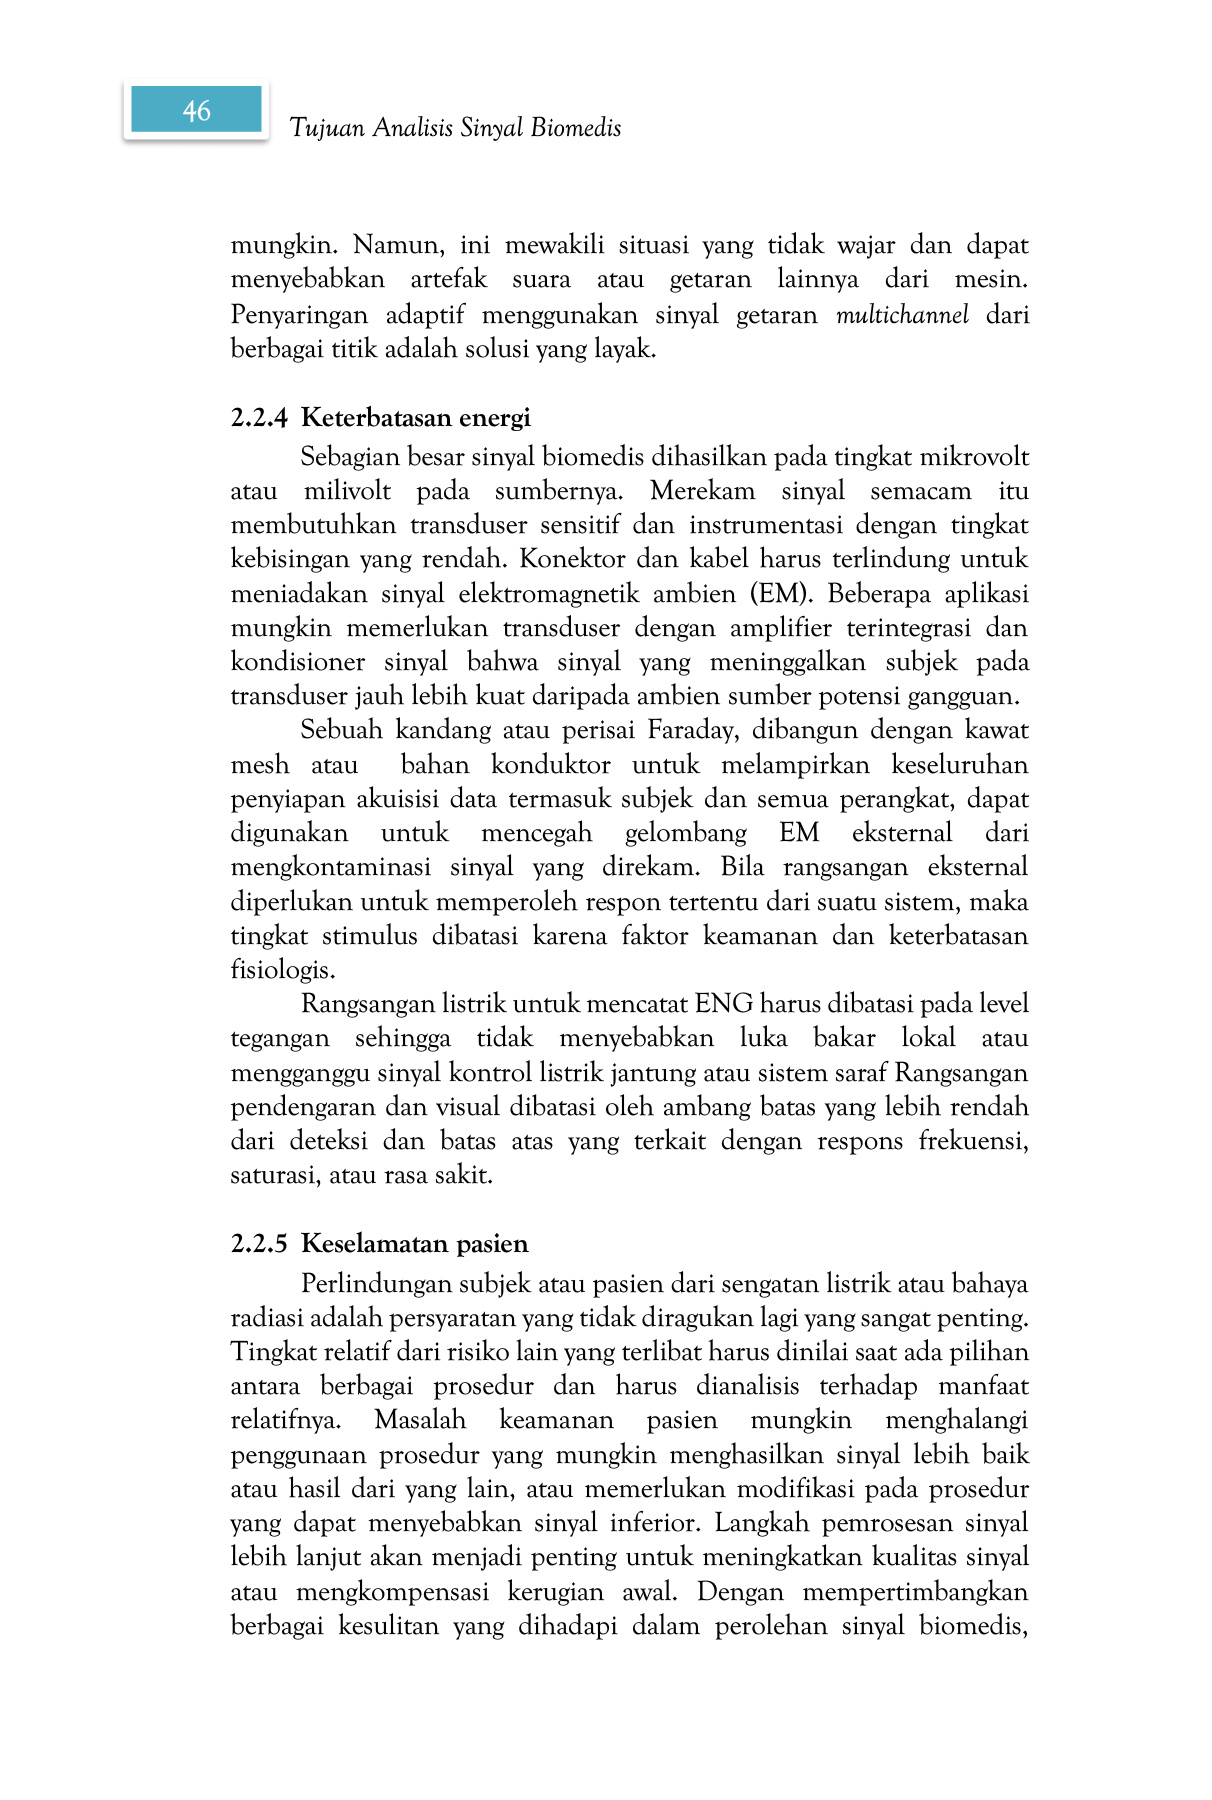 46
Tujuan Analisis Sinyal Biomedis
mungkin. Namun, ini mewakili situasi yang tidak wajar dan dapat
menyebabkan artefak suara atau getaran lainnya dari mesin.
Penyaringan adaptif menggunakan sinyal getaran multichannel dari
berbagai titik adalah solusi yang layak.
2.2.4 Keterbatasan energi
Sebagian besar sinyal biomedis dihasilkan pada tingkat mikrovolt
atau milivolt pada sumbernya. Merekam sinyal semacam itu
membutuhkan transduser sensitif dan instrumentasi dengan tingkat
kebisingan yang rendah. Konektor dan kabel harus terlindung untuk
meniadakan sinyal elektromagnetik ambien (EM). Beberapa aplikasi
mungkin memerlukan transduser dengan amplifier terintegrasi dan
kondisioner sinyal bahwa sinyal yang meninggalkan subjek pada
transduser jauh lebih kuat daripada ambien sumber potensi gangguan.
Sebuah kandang atau perisai Faraday, dibangun dengan kawat
mesh atau bahan konduktor untuk melampirkan keseluruhan
penyiapan akuisisi data termasuk subjek dan semua perangkat, dapat
digunakan untuk mencegah gelombang EM eksternal dari
mengkontaminasi sinyal yang direkam. Bila rangsangan eksternal
diperlukan untuk memperoleh respon tertentu dari suatu sistem, maka
tingkat stimulus dibatasi karena faktor keamanan dan keterbatasan
fisiologis.
Rangsangan listrik untuk mencatat ENG harus dibatasi pada level
tegangan sehingga tidak menyebabkan luka bakar lokal atau
mengganggu sinyal kontrol listrik jantung atau sistem saraf Rangsangan
pendengaran dan visual dibatasi oleh ambang batas yang lebih rendah
dari deteksi dan batas atas yang terkait dengan respons frekuensi,
saturasi, atau rasa sakit.
2.2.5 Keselamatan pasien
Perlindungan subjek atau pasien dari sengatan listrik atau bahaya
radiasi adalah persyaratan yang tidak diragukan lagi yang sangat penting.
Tingkat relatif dari risiko lain yang terlibat harus dinilai saat ada pilihan
antara berbagai prosedur dan harus dianalisis terhadap manfaat
relatifnya. Masalah keamanan pasien mungkin menghalangi
penggunaan prosedur yang mungkin menghasilkan sinyal lebih baik
atau hasil dari yang lain, atau memerlukan modifikasi pada prosedur
yang dapat menyebabkan sinyal inferior. Langkah pemrosesan sinyal
lebih lanjut akan menjadi penting untuk meningkatkan kualitas sinyal
atau mengkompensasi kerugian awal. Dengan mempertimbangkan
berbagai kesulitan yang dihadapi dalam perolehan sinyal biomedis,